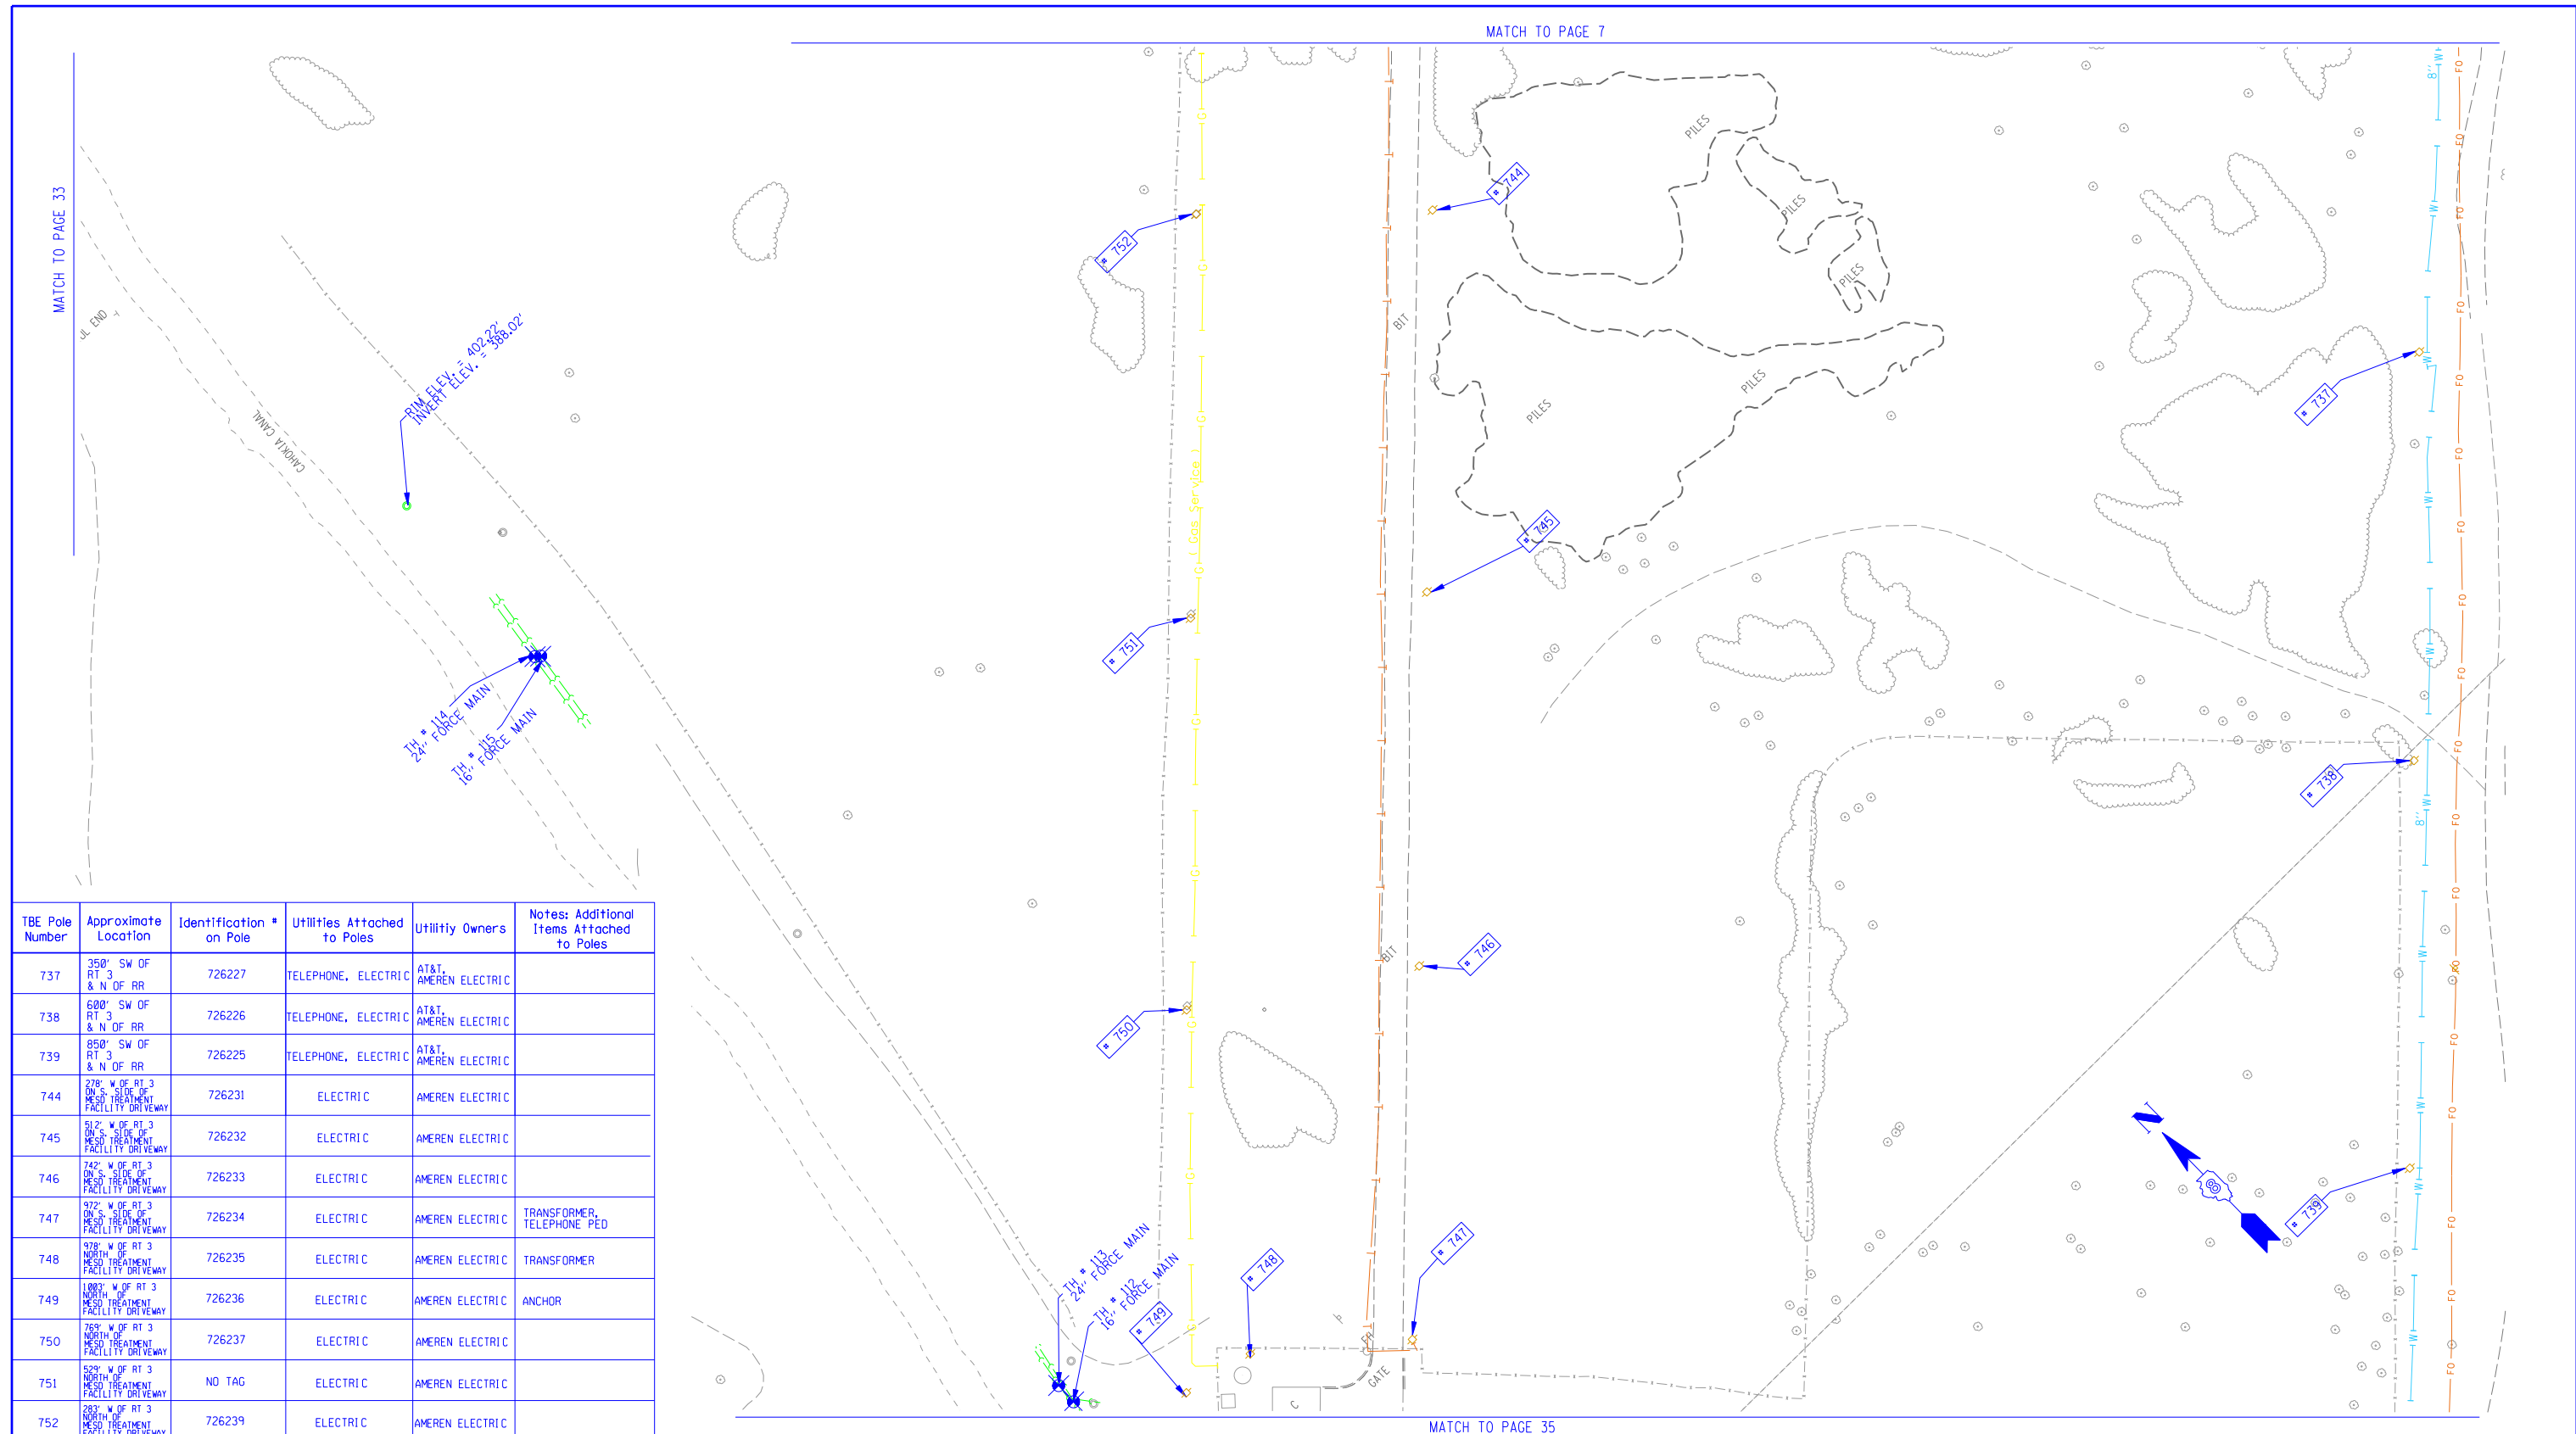 MATCH TO PAGE 7
MATCH TO PAGE 33
8"
W
FO
G
PILES
PILES
PILES
PILES
PILES
# 744
# 752
# 737
BIT
UL END
RIM ELEV. = 402.22'
INVERT ELEV. = 388.02'
CAHOKIA CANAL
Gas Service
# 745
# 751
TH # 114
24" FORCE MAIN
TH # 115
16" FORCE MAIN
# 738
8"
# 746
BIT
# 750
N
# 739
# 747
# 748
TH # 113
24" FORCE MAIN
TH # 112
16" FORCE MAIN
# 749
GATE
C
MATCH TO PAGE 35
TBE Pole Number | Approximate Location | Identification # on Pole | Utilities Attached to Poles | Utilitiy Owners | Notes: Additional Items Attached to Poles
737 | 350' SW OF RT 3 & N OF RR | 726227 | TELEPHONE, ELECTRIC | AT&T, AMEREN ELECTRIC
738 | 600' SW OF RT 3 & N OF RR | 726226 | TELEPHONE, ELECTRIC | AT&T, AMEREN ELECTRIC
739 | 850' SW OF RT 3 & N OF RR | 726225 | TELEPHONE, ELECTRIC | AT&T, AMEREN ELECTRIC
744 | 278' W OF RT 3 ON S. SIDE OF MESD TREATMENT FACILITY DRIVEWAY | 726231 | ELECTRIC | AMEREN ELECTRIC
745 | 512' W OF RT 3 ON S. SIDE OF MESD TREATMENT FACILITY DRIVEWAY | 726232 | ELECTRIC | AMEREN ELECTRIC
746 | 742' W OF RT 3 ON S. SIDE OF MESD TREATMENT FACILITY DRIVEWAY | 726233 | ELECTRIC | AMEREN ELECTRIC
747 | 972' W OF RT 3 ON S. SIDE OF MESD TREATMENT FACILITY DRIVEWAY | 726234 | ELECTRIC | AMEREN ELECTRIC | TRANSFORMER, TELEPHONE PED
748 | 978' W OF RT 3 NORTH OF MESD TREATMENT FACILITY DRIVEWAY | 726235 | ELECTRIC | AMEREN ELECTRIC | TRANSFORMER
749 | 1003' W OF RT 3 NORTH OF MESD TREATMENT FACILITY DRIVEWAY | 726236 | ELECTRIC | AMEREN ELECTRIC | ANCHOR
750 | 769' W OF RT 3 NORTH OF MESD TREATMENT FACILITY DRIVEWAY | 726237 | ELECTRIC | AMEREN ELECTRIC
751 | 529' W OF RT 3 NORTH OF MESD TREATMENT FACILITY DRIVEWAY | NO TAG | ELECTRIC | AMEREN ELECTRIC
752 | 283' W OF RT 3 NORTH OF MESD TREATMENT FACILITY DRIVEWAY | 726239 | ELECTRIC | AMEREN ELECTRIC